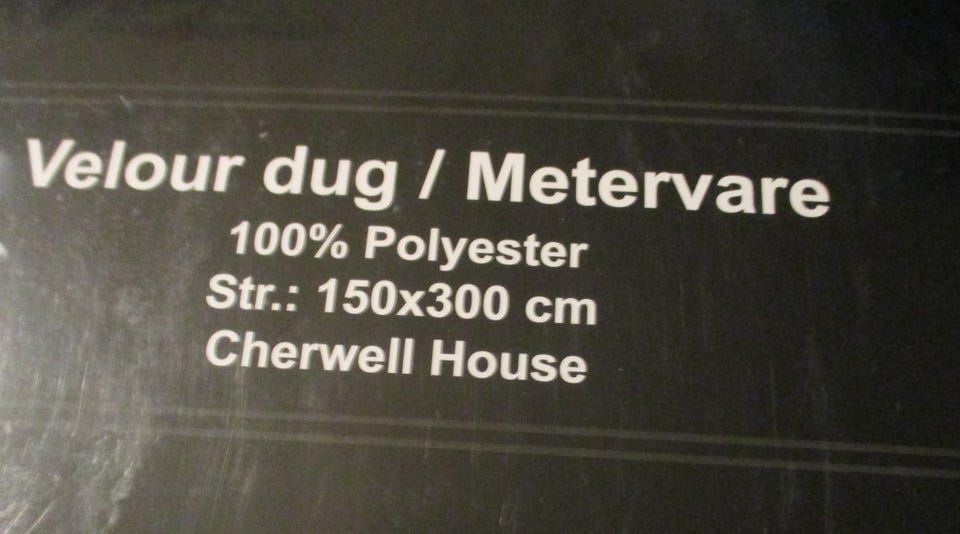 Velour dug / Metervare
100% Polyester
Str.: 150x300 cm
Cherwell House